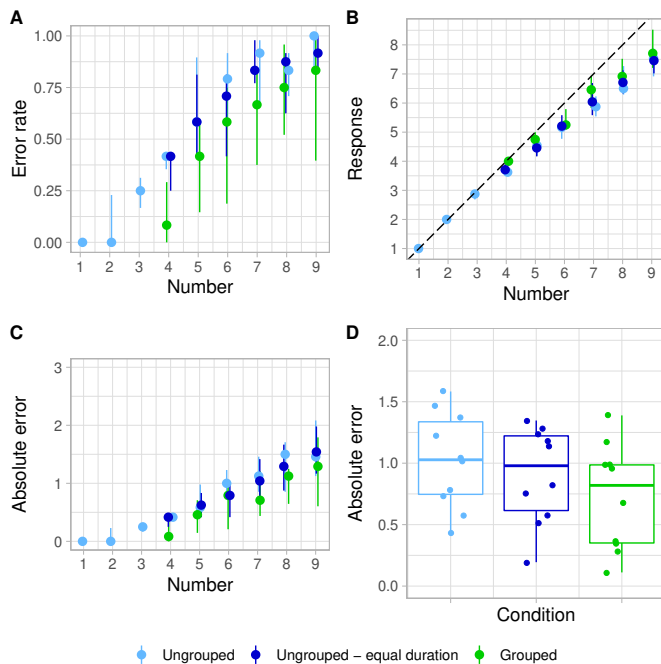 A
1.00
0.75
0.50
0.25
0.00
Error rate
1 2 3 4 5 6 7 8 9
Number
B
8
7
6
5
4
3
2
1
Response
1 2 3 4 5 6 7 8 9
Number
C
3
2
1
0
Absolute error
1 2 3 4 5 6 7 8 9
Number
D
2.0
1.5
1.0
0.5
0.0
Absolute error
Condition
Ungrouped Ungrouped − equal duration Grouped